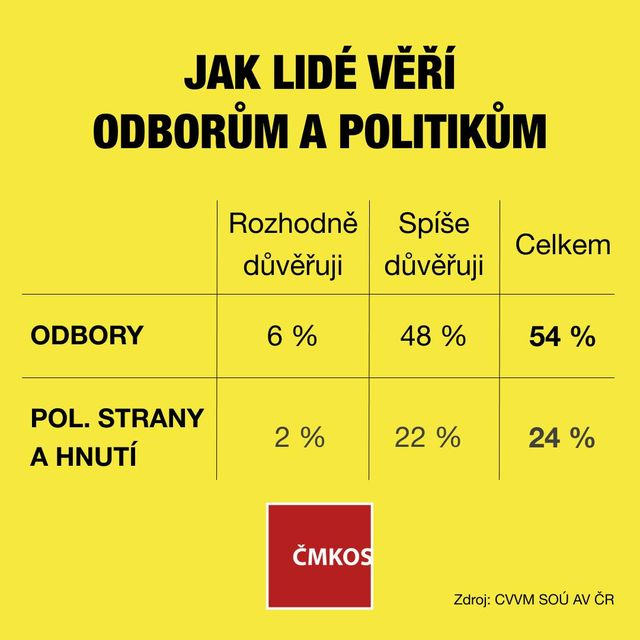 JAK LIDÉ VĚŘÍ
ODBORŮM A POLITIKŮM
Rozhodně důvěřuji
Spíše důvěřuji
Celkem
ODBORY 6 % 48 % 54 %
POL. STRANY A HNUTÍ 2 % 22 % 24 %
ČMKOS
Zdroj: CVVM SOÚ AV ČR